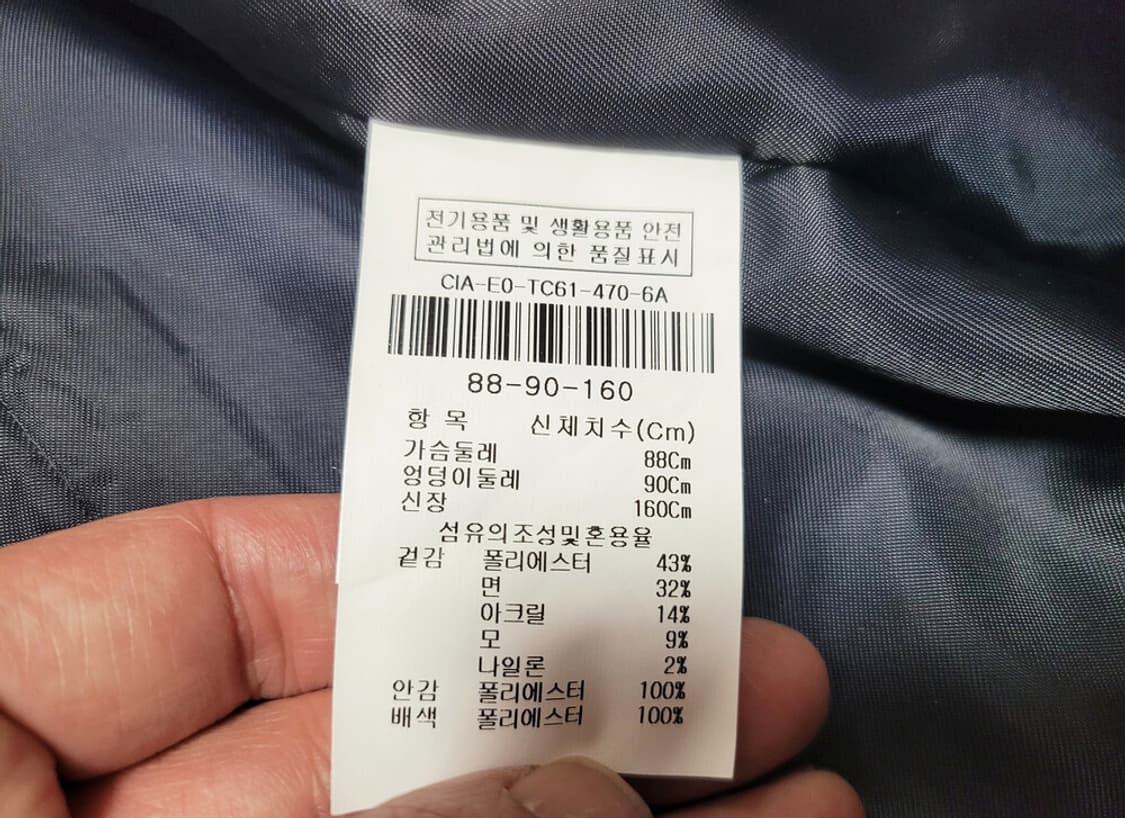 전기용품 및 생활용품 안전
관리법에 의한 품질표시
CIA-E0-TC61-470-6A
88-90-160
항 목 신체치수(Cm)
가슴둘레 88Cm
엉덩이둘레 90Cm
신장 160Cm
섬유의조성및혼용율
겉감 폴리에스터 43%
면 32%
아크릴 14%
모 9%
나일론 2%
안감 폴리에스터 100%
배색 폴리에스터 100%